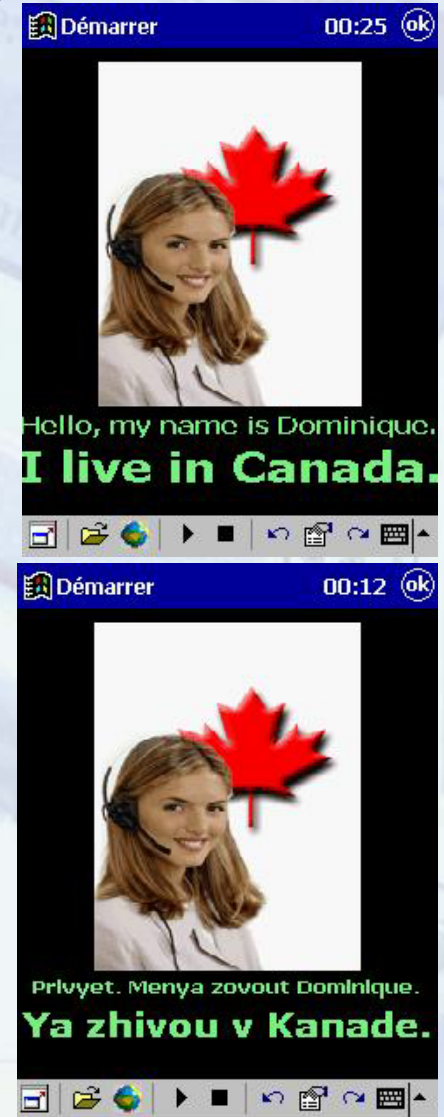 Démarrer 00:25 ok
Hello, my name is Dominique.
I live in Canada.
Démarrer 00:12 ok
Privyet. Menya zovout Dominique.
Ya zhivou v Kanade.